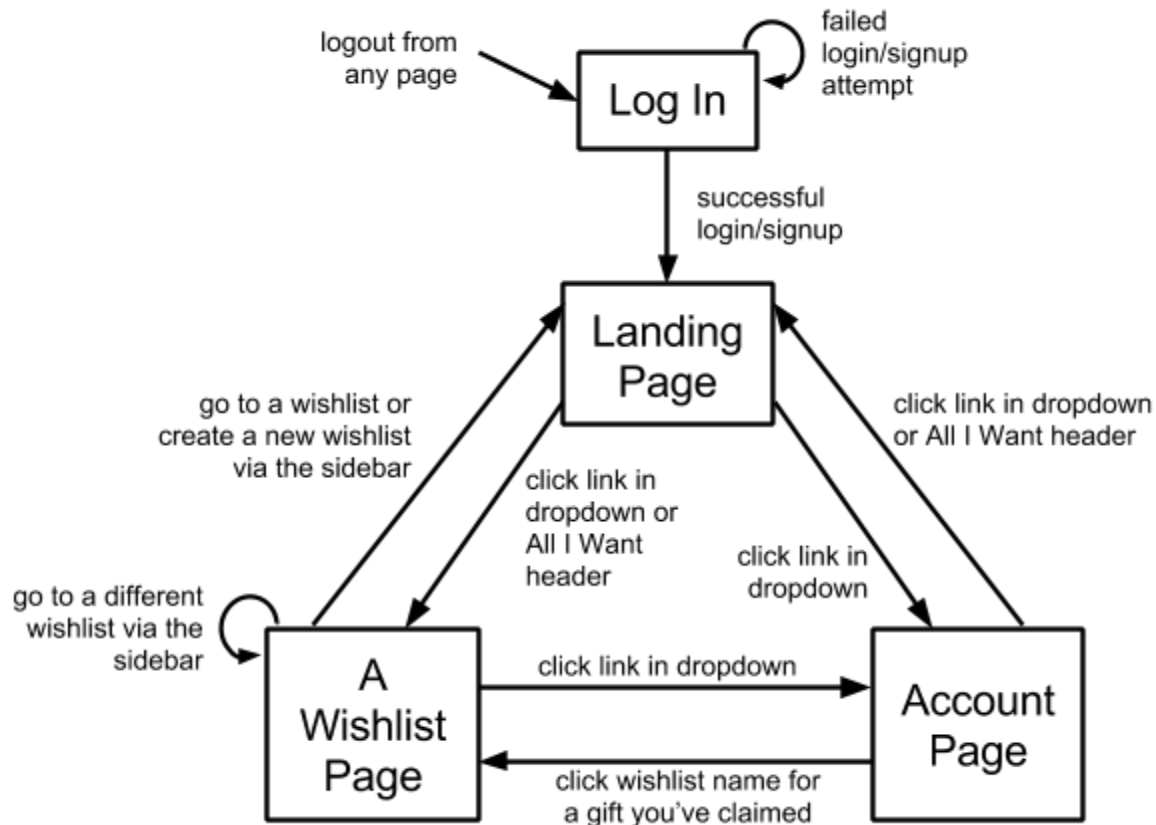 logout from
any page
Log In
failed
login/signup
attempt
successful
login/signup
Landing
Page
go to a wishlist or
create a new wishlist
via the sidebar
click link in
dropdown or
All I Want
header
click link in
dropdown
click link in dropdown
or All I Want header
go to a different
wishlist via the
sidebar
A
Wishlist
Page
click link in dropdown
click wishlist name for
a gift you've claimed
Account
Page